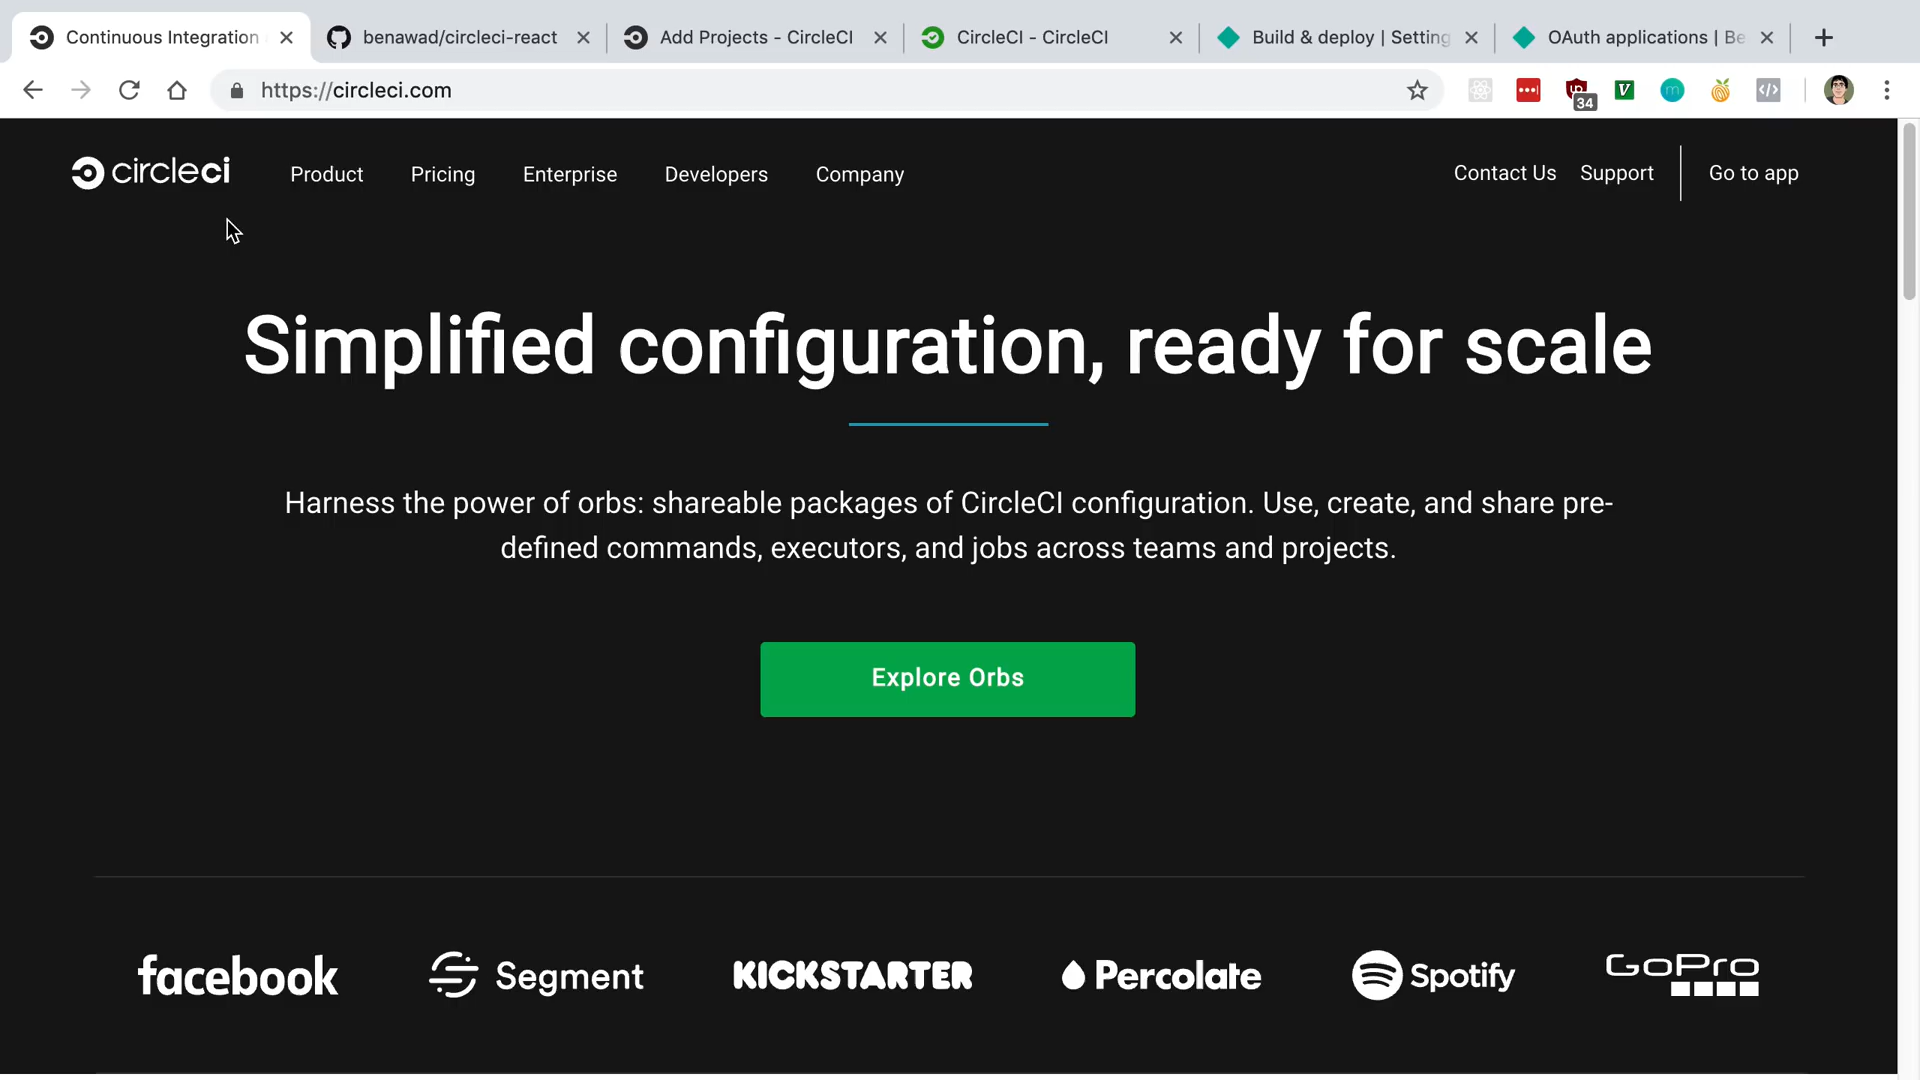 Continuous Integration
benawad/circleci-react
Add Projects - CircleCI
CircleCI - CircleCI
Build & deploy | Setting
OAuth applications | Be
https://circleci.com
34
circleci
Product
Pricing
Enterprise
Developers
Company
Contact Us
Support
Go to app
Simplified configuration, ready for scale
Harness the power of orbs: shareable packages of CircleCI configuration. Use, create, and share pre-
defined commands, executors, and jobs across teams and projects.
Explore Orbs
facebook
Segment
KICKSTARTER
Percolate
Spotify
GoPro